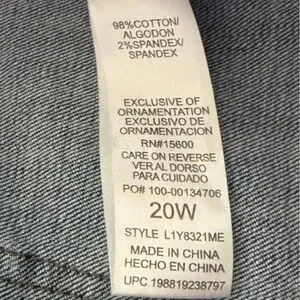 98%COTTON/
ALGODON
2%SPANDEX/
SPANDEX
EXCLUSIVE OF
ORNAMENTATION
EXCLUSIVO DE
ORNAMENTACION
RN#15600
CARE ON REVERSE
VER AL DORSO
PARA CUIDADO
PO# 100-00134706
20W
STYLE L1Y8321ME
MADE IN CHINA
HECHO EN CHINA
UPC 198819238797